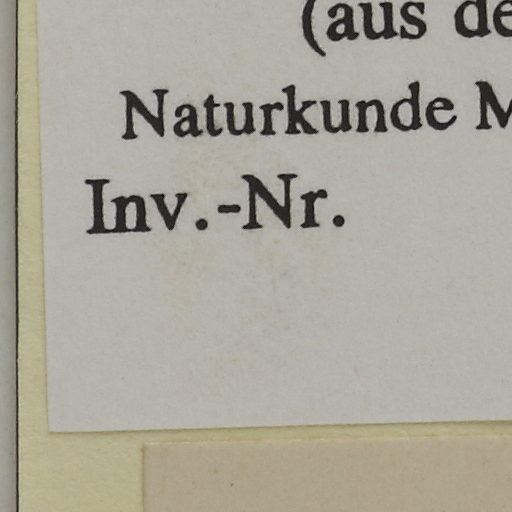 (aus de
Naturkunde M
Inv.-Nr.